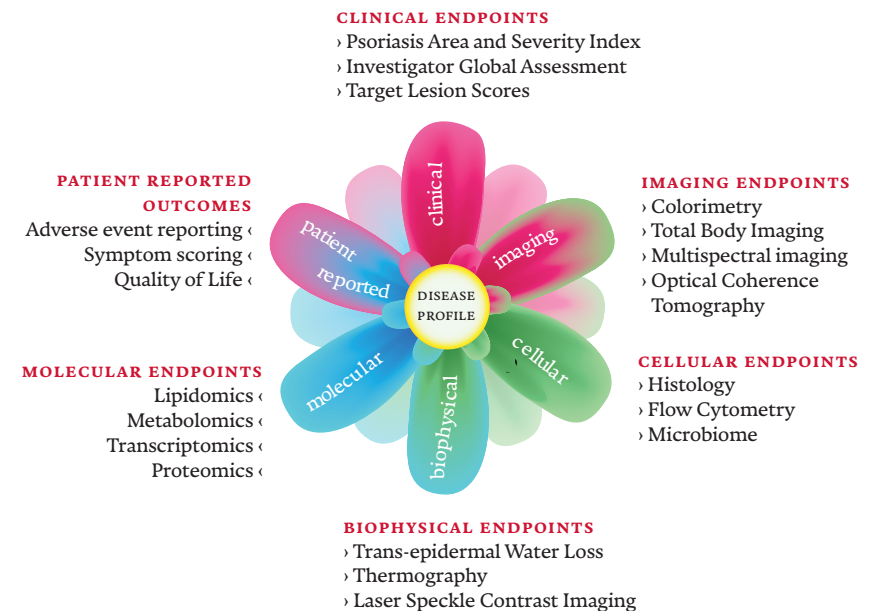 CLINICAL ENDPOINTS
› Psoriasis Area and Severity Index
› Investigator Global Assessment
› Target Lesion Scores
PATIENT REPORTED
OUTCOMES
Adverse event reporting ‹
Symptom scoring ‹
Quality of Life ‹
IMAGING ENDPOINTS
› Colorimetry
› Total Body Imaging
› Multispectral imaging
› Optical Coherence
Tomography
clinical
patient
reported
imaging
DISEASE
PROFILE
molecular
biophysical
cellular
MOLECULAR ENDPOINTS
Lipidomics ‹
Metabolomics ‹
Transcriptomics ‹
Proteomics ‹
CELLULAR ENDPOINTS
› Histology
› Flow Cytometry
› Microbiome
BIOPHYSICAL ENDPOINTS
› Trans-epidermal Water Loss
› Thermography
› Laser Speckle Contrast Imaging